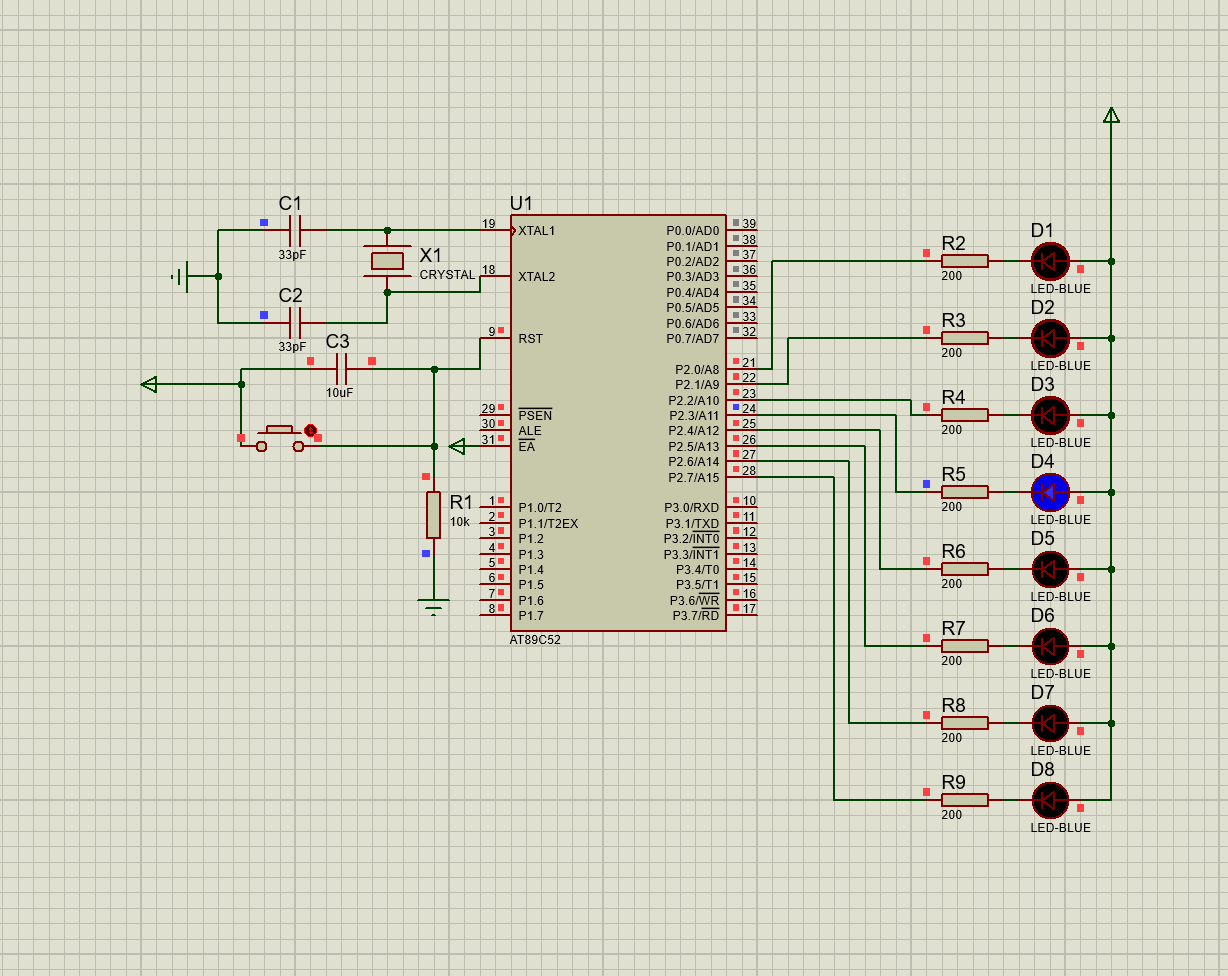 C1
33pF
X1
CRYSTAL
C2
33pF
C3
10uF
R1
10k
U1
19
XTAL1
18
XTAL2
9
RST
29
PSEN
30
ALE
31
EA
1
P1.0/T2
2
P1.1/T2EX
3
P1.2
4
P1.3
5
P1.4
6
P1.5
7
P1.6
8
P1.7
P0.0/AD0
39
P0.1/AD1
38
P0.2/AD2
37
P0.3/AD3
36
P0.4/AD4
35
P0.5/AD5
34
P0.6/AD6
33
P0.7/AD7
32
P2.0/A8
21
P2.1/A9
22
P2.2/A10
23
P2.3/A11
24
P2.4/A12
25
P2.5/A13
26
P2.6/A14
27
P2.7/A15
28
P3.0/RXD
10
P3.1/TXD
11
P3.2/INT0
12
P3.3/INT1
13
P3.4/T0
14
P3.5/T1
15
P3.6/WR
16
P3.7/RD
17
AT89C52
R2
200
D1
LED-BLUE
R3
200
D2
LED-BLUE
R4
200
D3
LED-BLUE
R5
200
D4
LED-BLUE
R6
200
D5
LED-BLUE
R7
200
D6
LED-BLUE
R8
200
D7
LED-BLUE
R9
200
D8
LED-BLUE